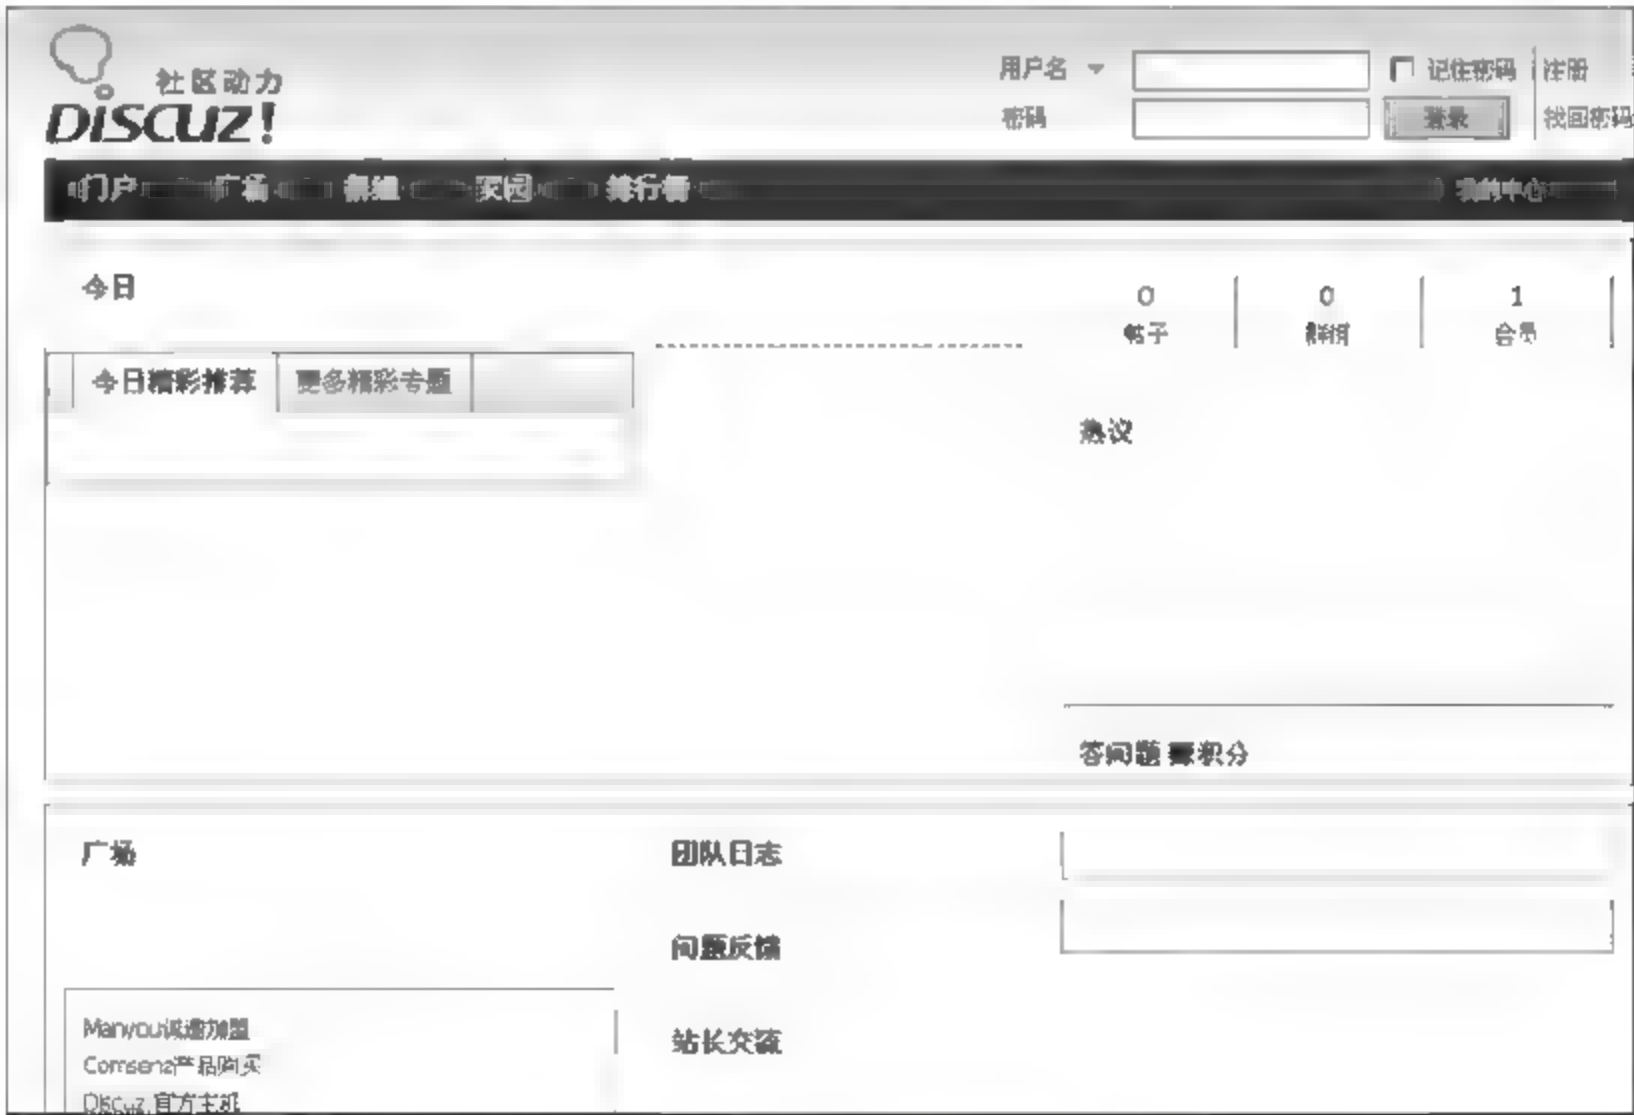 社区动力
DISCUZ!
用户名 记住密码 注册
密码 登录 找回密码
门户 广场 群组 家园 排行榜 我的中心
今日
0 0 1
帖子 群组 会员
今日精彩推荐 更多精彩专题
热议
答问题 赢积分
广场 团队日志
问题反馈
Manyou诚邀加盟
站长交流
Comsenz产品购买
Discuz!官方主机